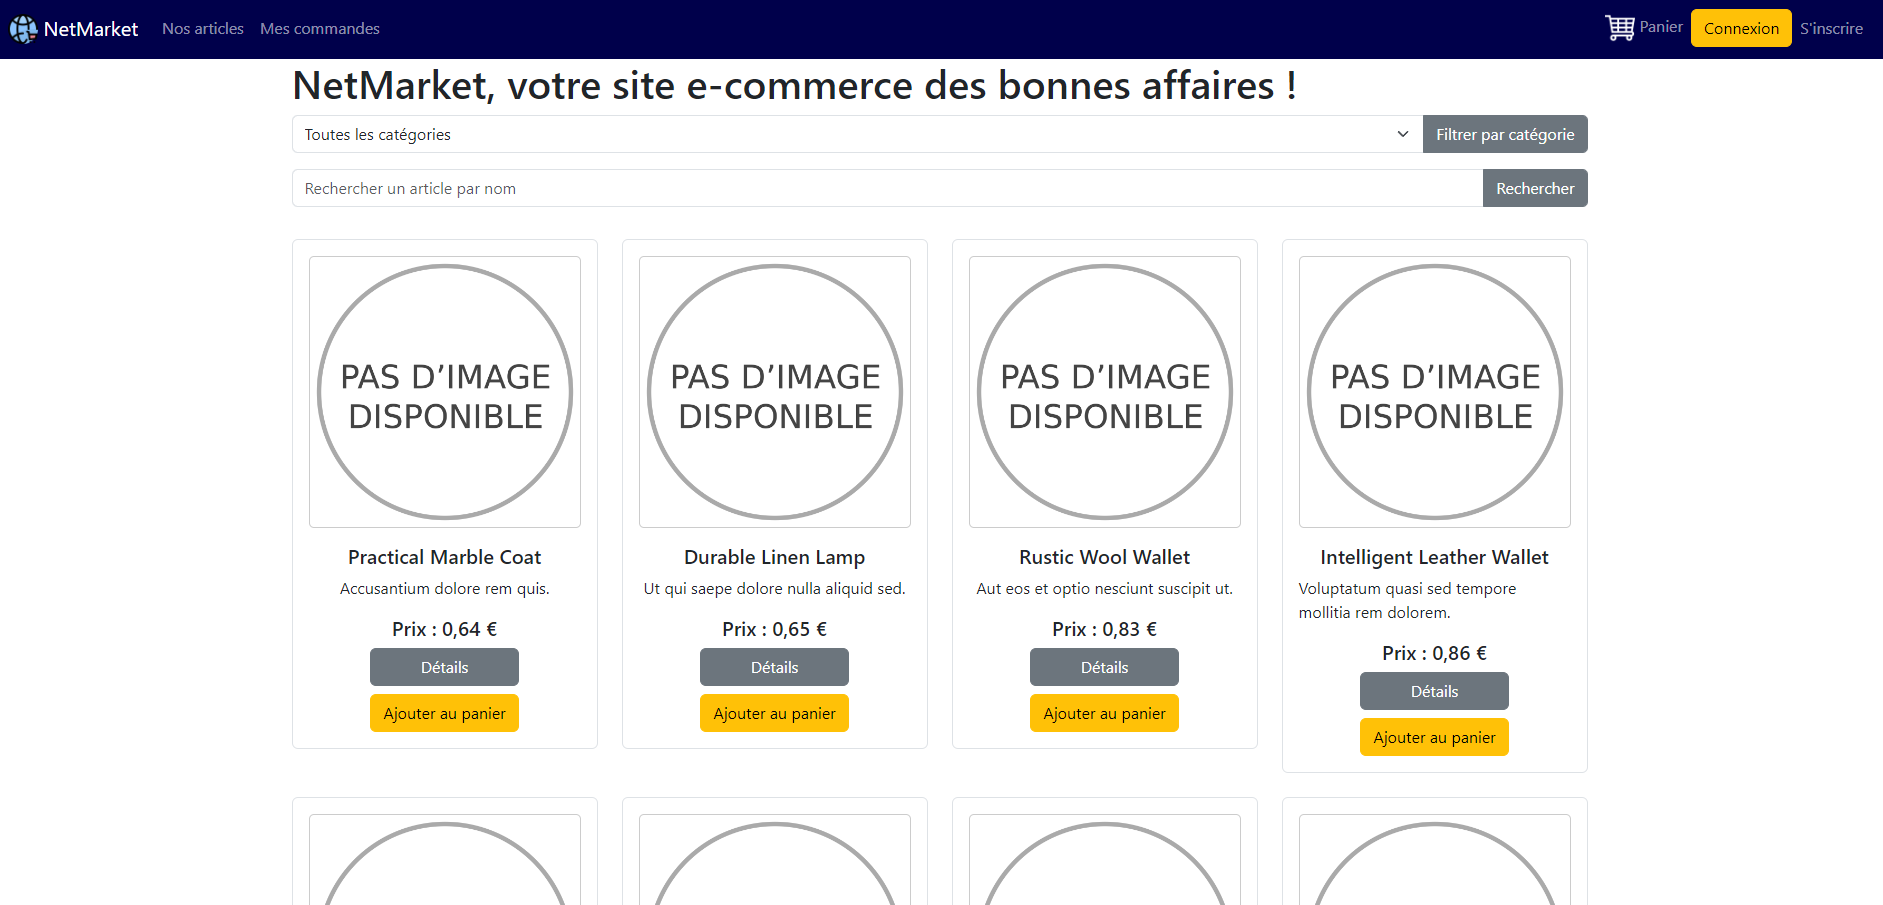 NetMarket
Nos articles
Mes commandes
Panier
Connexion
S'inscrire
NetMarket, votre site e-commerce des bonnes affaires !
Toutes les catégories
Filtrer par catégorie
Rechercher un article par nom
Rechercher
PAS D’IMAGE
DISPONIBLE
Practical Marble Coat
Accusantium dolore rem quis.
Prix : 0,64 €
Détails
Ajouter au panier
PAS D’IMAGE
DISPONIBLE
Durable Linen Lamp
Ut qui saepe dolore nulla aliquid sed.
Prix : 0,65 €
Détails
Ajouter au panier
PAS D’IMAGE
DISPONIBLE
Rustic Wool Wallet
Aut eos et optio nesciunt suscipit ut.
Prix : 0,83 €
Détails
Ajouter au panier
PAS D’IMAGE
DISPONIBLE
Intelligent Leather Wallet
Voluptatum quasi sed tempore
mollitia rem dolorem.
Prix : 0,86 €
Détails
Ajouter au panier